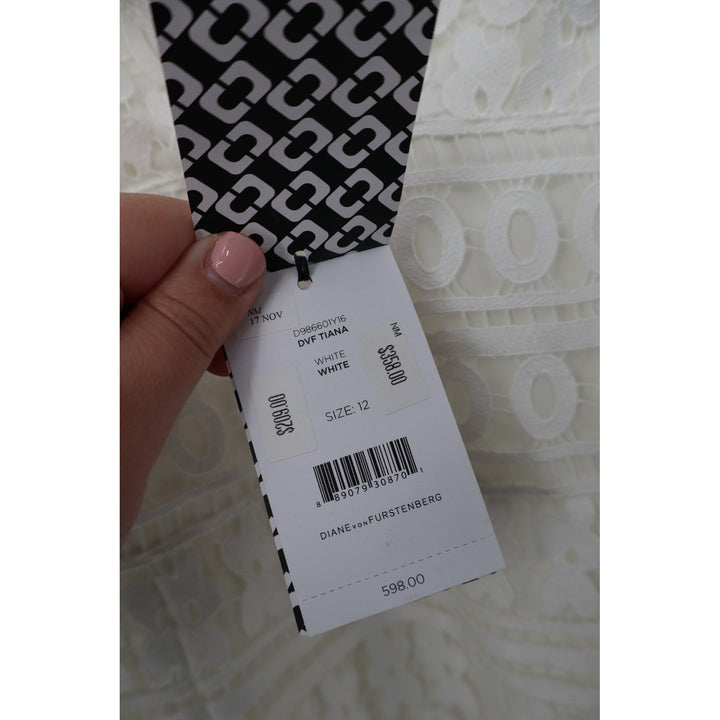 NM
17 NOV
D986601Y16
DVF TIANA
WHITE
WHITE
NM
$358.00
$209.00
SIZE: 12
8 89079 30870 1
DIANE VON FURSTENBERG
598.00